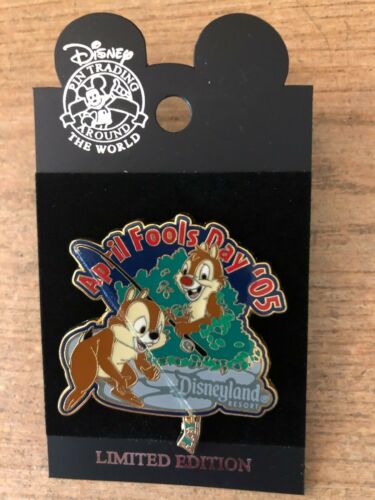 Disney
PIN TRADING
AROUND
THE WORLD
April Fools Day '05
Disneyland
RESORT
LIMITED EDITION